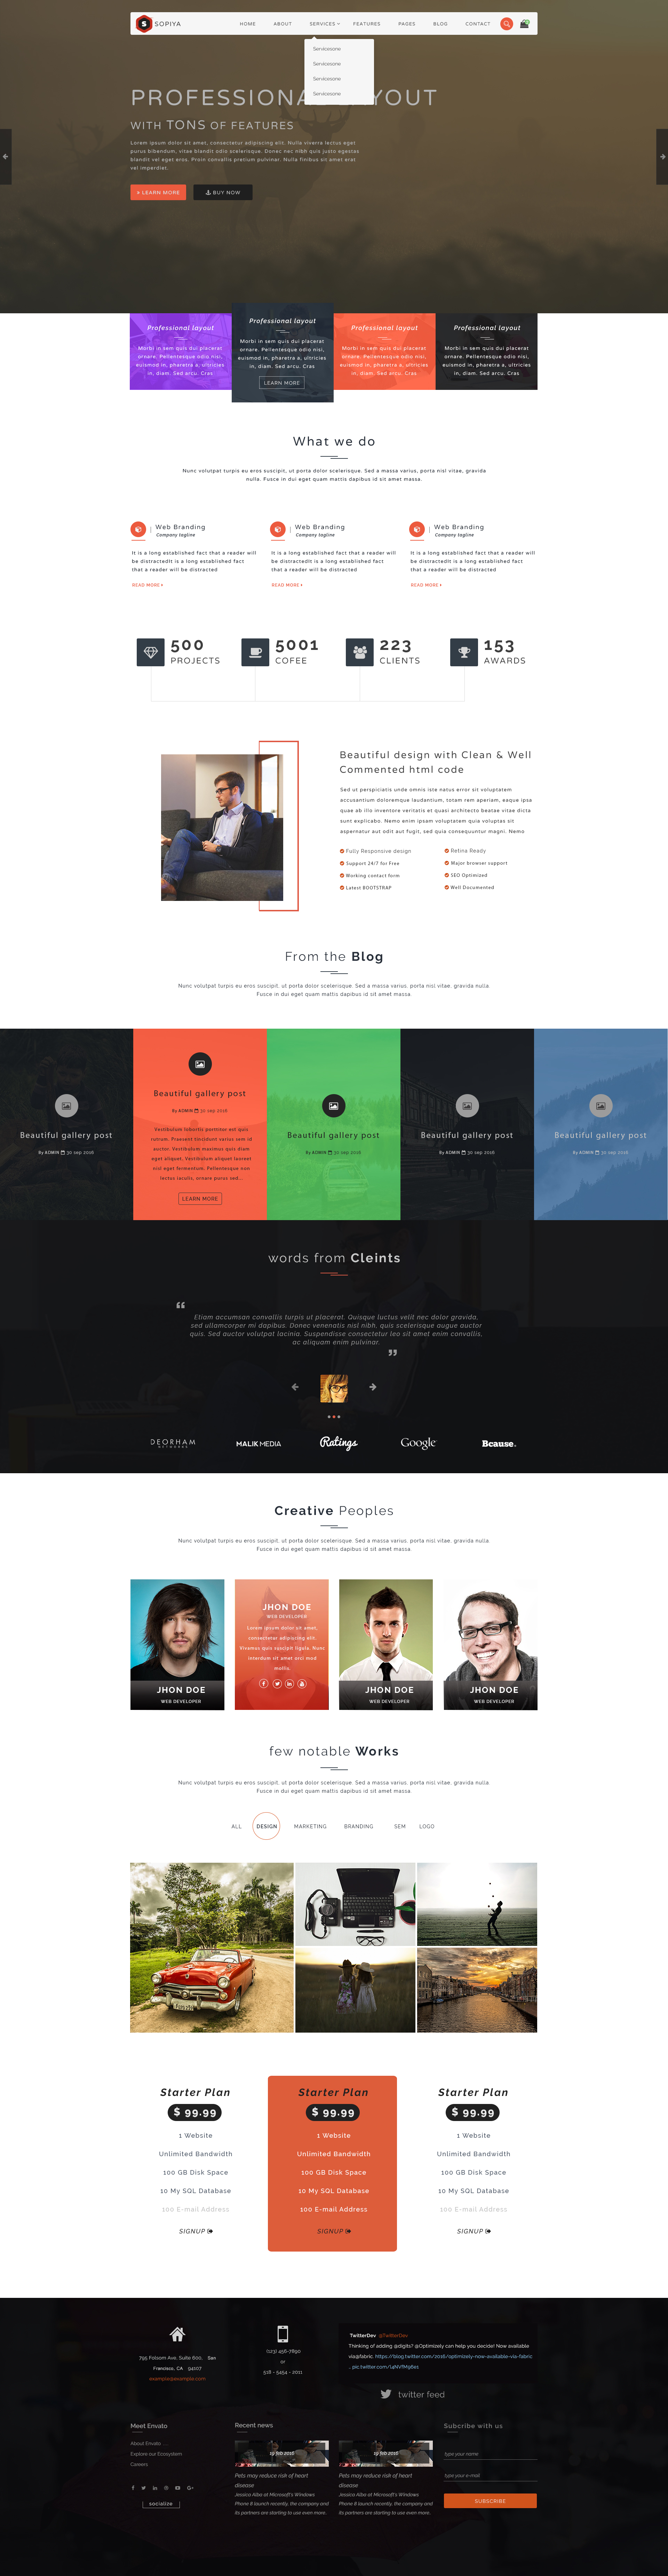 SOPIYA
HOME ABOUT SERVICES FEATURES PAGES BLOG CONTACT
Servicesone
Servicesone
Servicesone
Servicesone
PROFESSIONAL LAYOUT
WITH TONS OF FEATURES
Lorem ipsum dolor sit amet, consectetur adipiscing elit. Nulla viverra lectus eget
purus bibendum, vitae blandit odio scelerisque. Donec nec nibh quis justo egestas
blandit vel eget eros. Proin convallis pretium pulvinar. Nulla finibus sit amet erat
vel imperdiet.
LEARN MORE BUY NOW
Professional layout
Morbi in sem quis dui placerat
ornare. Pellentesque odio nisi,
euismod in, pharetra a, ultricies
in, diam. Sed arcu. Cras
Professional layout
Morbi in sem quis dui placerat
ornare. Pellentesque odio nisi,
euismod in, pharetra a, ultricies
in, diam. Sed arcu. Cras
LEARN MORE
Professional layout
Morbi in sem quis dui placerat
ornare. Pellentesque odio nisi,
euismod in, pharetra a, ultricies
in, diam. Sed arcu. Cras
Professional layout
Morbi in sem quis dui placerat
ornare. Pellentesque odio nisi,
euismod in, pharetra a, ultricies
in, diam. Sed arcu. Cras
What we do
Nunc volutpat turpis eu eros suscipit, ut porta dolor scelerisque. Sed a massa varius, porta nisl vitae, gravida
nulla. Fusce in dui eget quam mattis dapibus id sit amet massa.
Web Branding
Company tagline
It is a long established fact that a reader will
be distractedIt is a long established fact
that a reader will be distracted
READ MORE
Web Branding
Company tagline
It is a long established fact that a reader will
be distractedIt is a long established fact
that a reader will be distracted
READ MORE
Web Branding
Company tagline
It is a long established fact that a reader will
be distractedIt is a long established fact
that a reader will be distracted
READ MORE
500
PROJECTS
5001
COFEE
223
CLIENTS
153
AWARDS
Beautiful design with Clean & Well
Commented html code
Sed ut perspiciatis unde omnis iste natus error sit voluptatem
accusantium doloremque laudantium, totam rem aperiam, eaque ipsa
quae ab illo inventore veritatis et quasi architecto beatae vitae dicta
sunt explicabo. Nemo enim ipsam voluptatem quia voluptas sit
aspernatur aut odit aut fugit, sed quia consequuntur magni. Nemo
Fully Responsive design
Support 24/7 for Free
Working contact form
Latest BOOTSTRAP
Retina Ready
Major browser support
SEO Optimized
Well Documented
From the Blog
Nunc volutpat turpis eu eros suscipit, ut porta dolor scelerisque. Sed a massa varius, porta nisl vitae, gravida nulla.
Fusce in dui eget quam mattis dapibus id sit amet massa.
Beautiful gallery post
By ADMIN 30 sep 2016
Beautiful gallery post
By ADMIN 30 sep 2016
Vestibulum lobortis porttitor est quis
rutrum. Praesent tincidunt varius sem id
auctor. Vestibulum maximus quis diam
eget aliquet. Vestibulum aliquet laoreet
nisl eget fermentum. Pellentesque non
lectus iaculis, ornare purus sed...
LEARN MORE
Beautiful gallery post
By ADMIN 30 sep 2016
Beautiful gallery post
By ADMIN 30 sep 2016
Beautiful gallery post
By ADMIN 30 sep 2016
words from Cleints
Etiam accumsan convallis turpis ut placerat. Quisque luctus velit nec dolor gravida,
sed ullamcorper mi dapibus. Donec venenatis nisl nibh, quis scelerisque augue auctor
quis. Sed auctor volutpat lacinia. Suspendisse consectetur leo sit amet enim convallis,
ac aliquam enim pulvinar.
DEORHAM
MALIK MEDIA
Ratings
Google
Bcause.
Creative Peoples
Nunc volutpat turpis eu eros suscipit, ut porta dolor scelerisque. Sed a massa varius, porta nisl vitae, gravida nulla.
Fusce in dui eget quam mattis dapibus id sit amet massa.
JHON DOE
WEB DEVELOPER
JHON DOE
WEB DEVELOPER
Lorem ipsum dolor sit amet,
consectetur adipiscing elit.
Vivamus quis suscipit ligula. Nunc
interdum sit amet orci mod
mollis.
JHON DOE
WEB DEVELOPER
JHON DOE
WEB DEVELOPER
few notable Works
Nunc volutpat turpis eu eros suscipit, ut porta dolor scelerisque. Sed a massa varius, porta nisl vitae, gravida nulla.
Fusce in dui eget quam mattis dapibus id sit amet massa.
ALL DESIGN MARKETING BRANDING SEM LOGO
Starter Plan
$ 99.99
1 Website
Unlimited Bandwidth
100 GB Disk Space
10 My SQL Database
100 E-mail Address
SIGNUP
Starter Plan
$ 99.99
1 Website
Unlimited Bandwidth
100 GB Disk Space
10 My SQL Database
100 E-mail Address
SIGNUP
Starter Plan
$ 99.99
1 Website
Unlimited Bandwidth
100 GB Disk Space
10 My SQL Database
100 E-mail Address
SIGNUP
795 Folsom Ave, Suite 600, San
Francisco, CA 94107
example@example.com
(123) 456-7890
or
518 - 5454 - 2011
TwitterDev @TwitterDev
Thinking of adding @digits? @Optimizely can help you decide! Now available
via@fabric. https://blog.twitter.com/2016/optimizely-now-available-via-fabric
twitter feed
Meet Envato
About Envato
Explore our Ecosystem
Careers
socialize
Recent news
19 feb 2016
Pets may reduce risk of heart
disease
Jessica Alba at Microsoft's Windows
Phone 8 launch recently, the company and
its partners are starting to use even more.
19 feb 2016
Pets may reduce risk of heart
disease
Jessica Alba at Microsoft's Windows
Phone 8 launch recently, the company and
its partners are starting to use even more.
Subcribe with us
type your name
type your e-mail
SUBSCRIBE